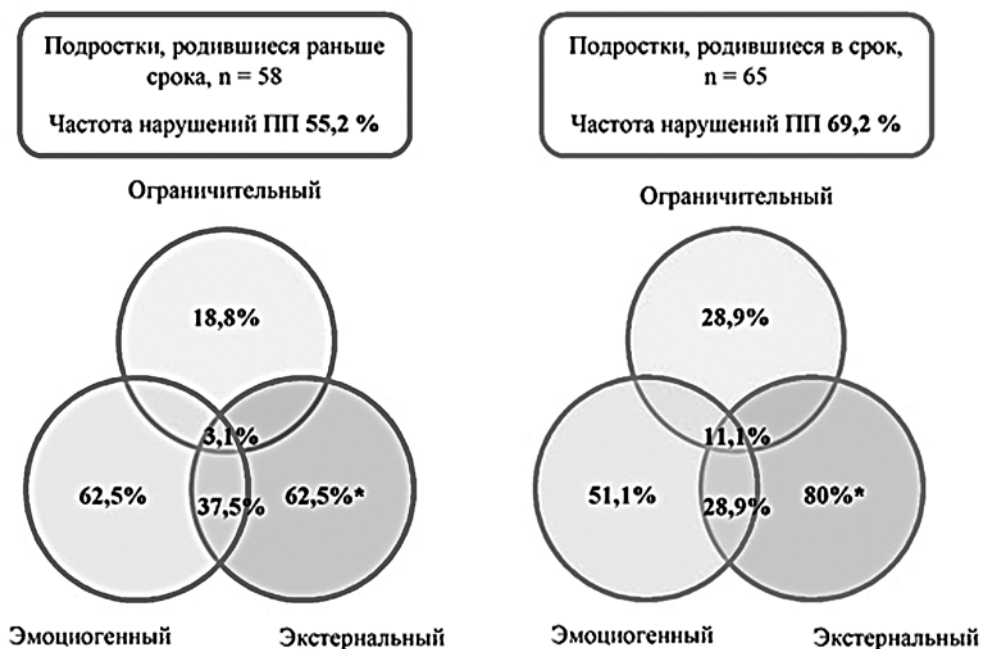 Подростки, родившиеся раньше
срока, n = 58
Частота нарушений ПП 55,2 %
Ограничительный
18,8%
3,1%
62,5%
37,5%
62,5%*
Эмоциогенный
Экстернальный
Подростки, родившиеся в срок,
n = 65
Частота нарушений ПП 69,2 %
Ограничительный
28,9%
11,1%
51,1%
28,9%
80%*
Эмоциогенный
Экстернальный